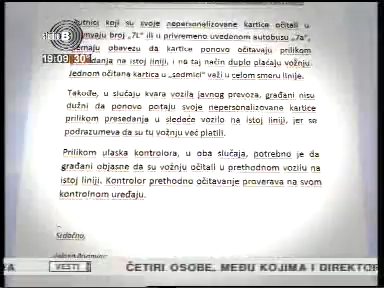 Putnici koji su svoje nepersonalizovane kartice očitali u
tramvaju broj „7L" ili u privremeno uvedenom autobusu "7a",
nemaju obavezu da kartice ponovo očitavaju prilikom
presedanja na istoj liniji, i na taj način duplo plaćaju vožnju.
Jednom očitana kartica u „sedmici" važi u celom smeru linije.
Takođe, u slučaju kvara vozila javnog prevoza, građani nisu
dužni da ponovo potaju svoje nepersonalizovane kartice
prilikom presedanja u sledeće vozilo na istoj liniji, jer se
podrazumeva da su tu vožnju već platili.
Prilikom ulaska kontrolora, u oba slučaja, potrebno je da
građani objasne da su vožnju očitali u prethodnom vozilu na
istoj liniji. Kontrolor prethodno očitavanje proverava na svom
kontrolnom uređaju.
Srdačno,
B
19:09 30°
VESTI
ČETIRI OSOBE, MEĐU KOJIMA I DIREKTOR